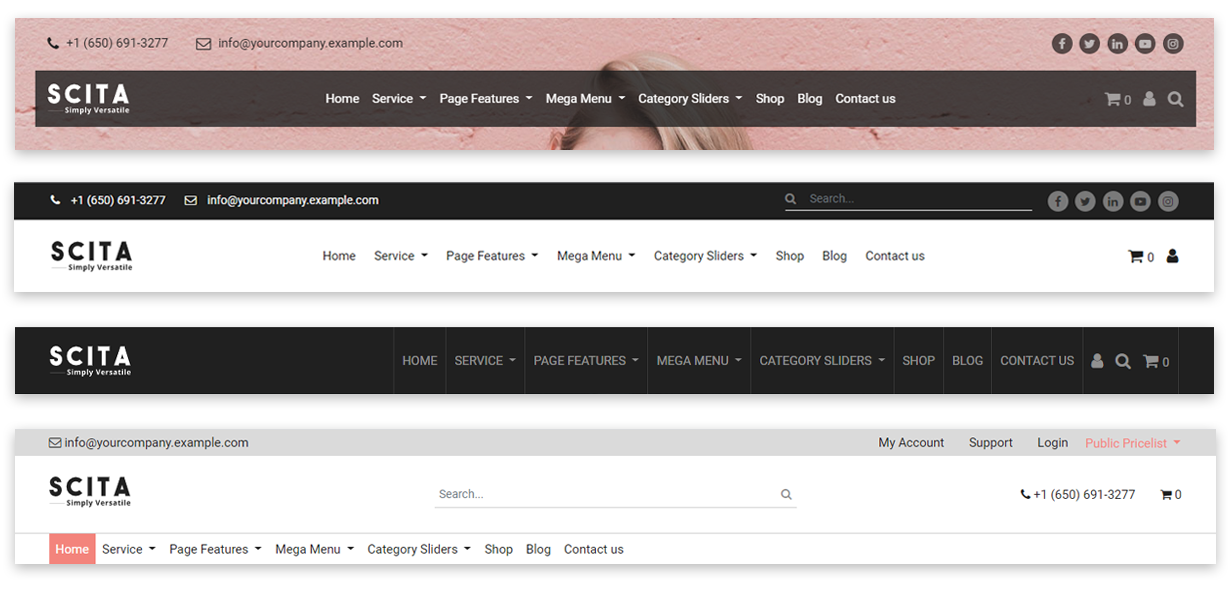 +1 (650) 691-3277 info@yourcompany.example.com
SCITA
Simply Versatile
Home Service Page Features Mega Menu Category Sliders Shop Blog Contact us 0
+1 (650) 691-3277 info@yourcompany.example.com Search...
SCITA
Simply Versatile
Home Service Page Features Mega Menu Category Sliders Shop Blog Contact us 0
SCITA
Simply Versatile
HOME SERVICE PAGE FEATURES MEGA MENU CATEGORY SLIDERS SHOP BLOG CONTACT US 0
info@yourcompany.example.com My Account Support Login Public Pricelist
SCITA
Simply Versatile
Search... +1 (650) 691-3277 0
Home Service Page Features Mega Menu Category Sliders Shop Blog Contact us